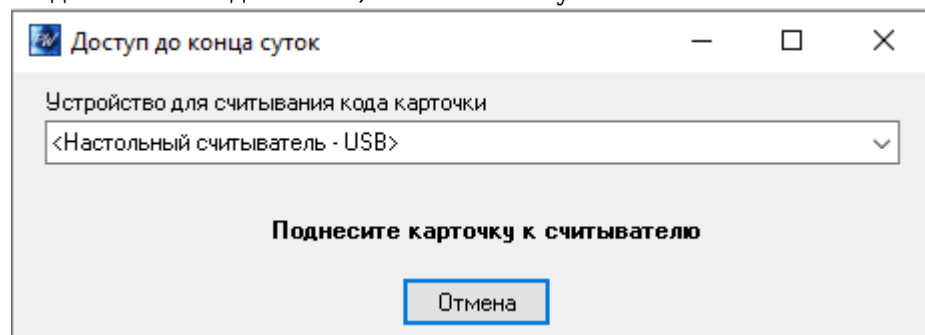 Доступ до конца суток
Устройство для считывания кода карточки
<Настольный считыватель - USB>
Поднесите карточку к считывателю
Отмена